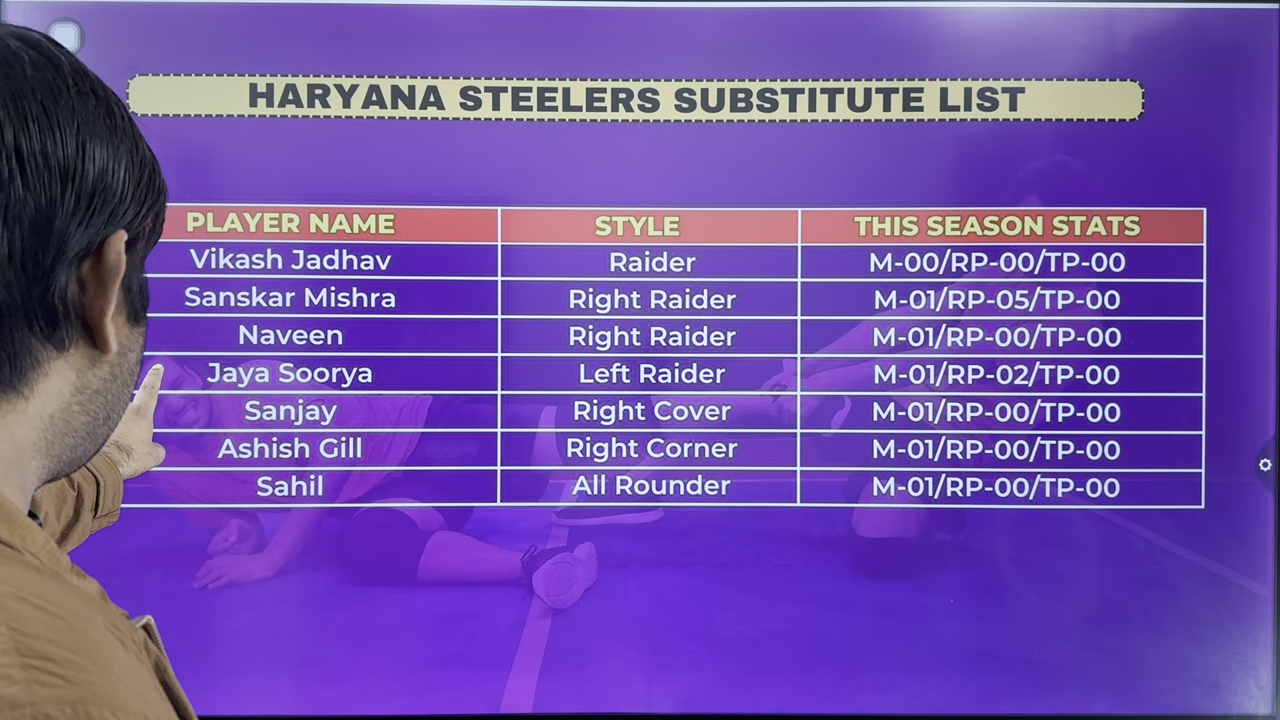 HARYANA STEELERS SUBSTITUTE LIST
PLAYER NAME STYLE THIS SEASON STATS
Vikash Jadhav Raider M-00/RP-00/TP-00
Sanskar Mishra Right Raider M-01/RP-05/TP-00
Naveen Right Raider M-01/RP-00/TP-00
Jaya Soorya Left Raider M-01/RP-02/TP-00
Sanjay Right Cover M-01/RP-00/TP-00
Ashish Gill Right Corner M-01/RP-00/TP-00
Sahil All Rounder M-01/RP-00/TP-00